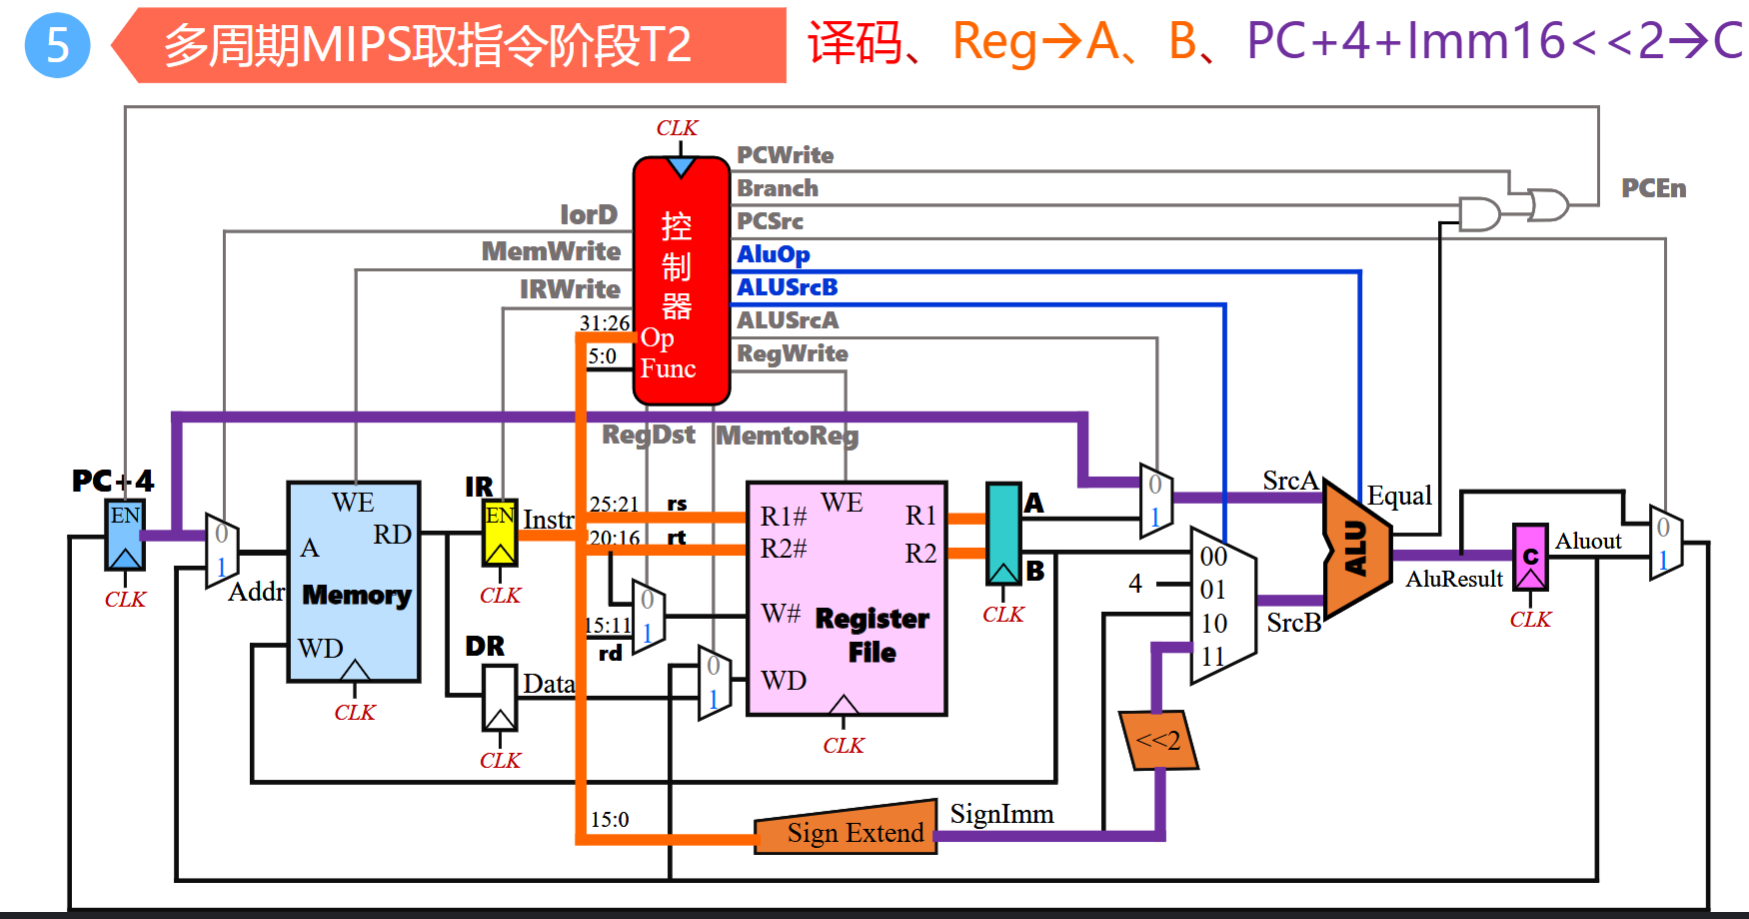 5 多周期MIPS取指令阶段T2 译码、Reg→A、B、PC+4+Imm16<<2→C
CLK
PCWrite
Branch
PCEn
IorD
PCSrc
MemWrite
AluOp
IRWrite
ALUSrcB
ALUSrcA
RegWrite
控
制
器
31:26
Op
5:0
Func
RegDst
MemtoReg
PC+4
EN
CLK
0
1
Addr
WE
RD
A
Memory
WD
CLK
IR
EN
Instr
CLK
DR
Data
CLK
25:21 rs
20:16 rt
0
1
15:11
rd
0
1
WE
R1#
R1
R2#
R2
W#
Register
File
WD
CLK
A
B
CLK
0
1
SrcA
4
00
01
10
11
SrcB
<<2
15:0
Sign Extend
SignImm
ALU
Equal
AluResult
C
CLK
Aluout
0
1